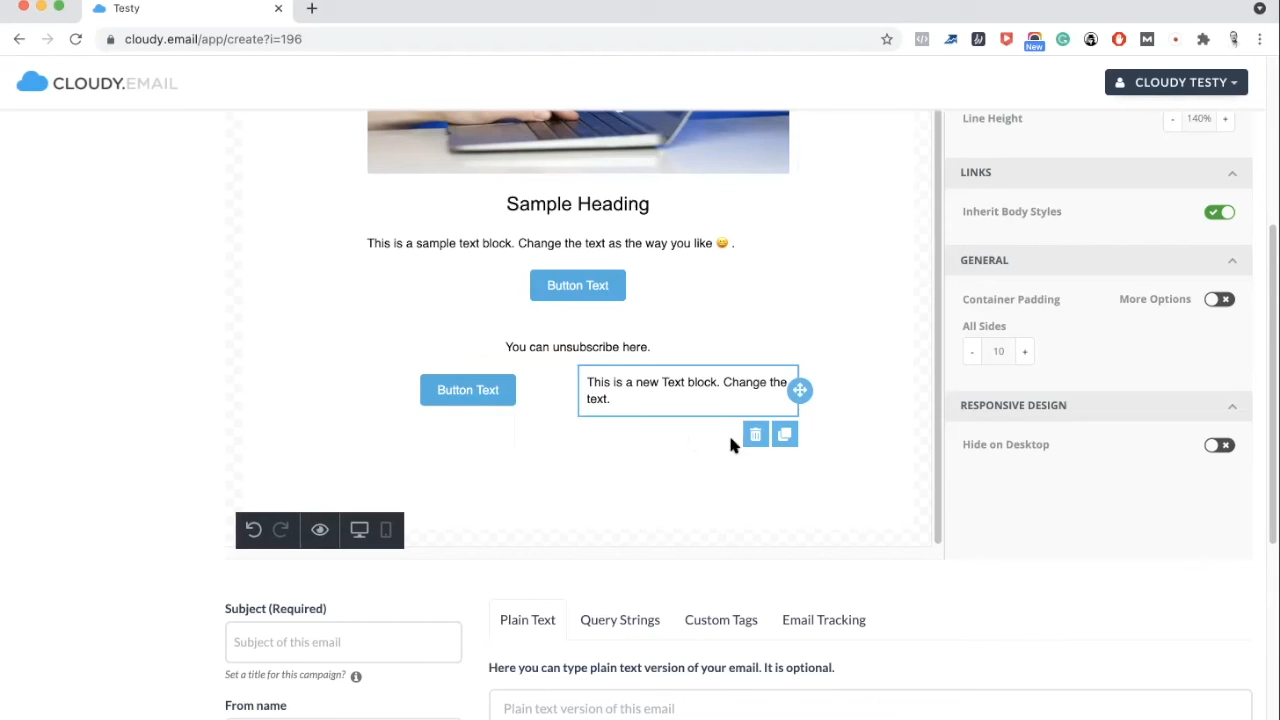 Testy
cloudy.email/app/create?i=196
New
CLOUDY.EMAIL
CLOUDY TESTY
Sample Heading
This is a sample text block. Change the text as the way you like 😀 .
Button Text
You can unsubscribe here.
Button Text
This is a new Text block. Change the
text.
Line Height
- 140% +
LINKS
Inherit Body Styles
GENERAL
Container Padding More Options
All Sides
- 10 +
RESPONSIVE DESIGN
Hide on Desktop
Subject (Required)
Subject of this email
Set a title for this campaign?
From name
Plain Text Query Strings Custom Tags Email Tracking
Here you can type plain text version of your email. It is optional.
Plain text version of this email